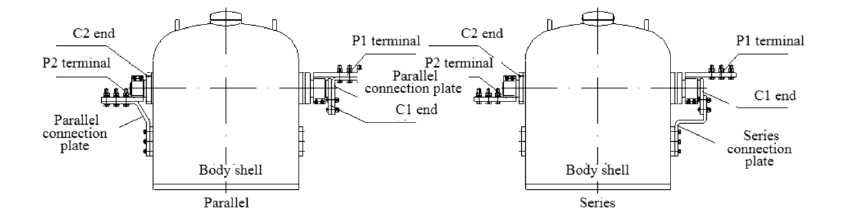 C2 end
P1 terminal
P2 terminal
Parallel
connection plate
C1 end
Parallel
connection
plate
Body shell
Parallel
C2 end
P1 terminal
P2 terminal
C1 end
Series
connection
plate
Body shell
Series